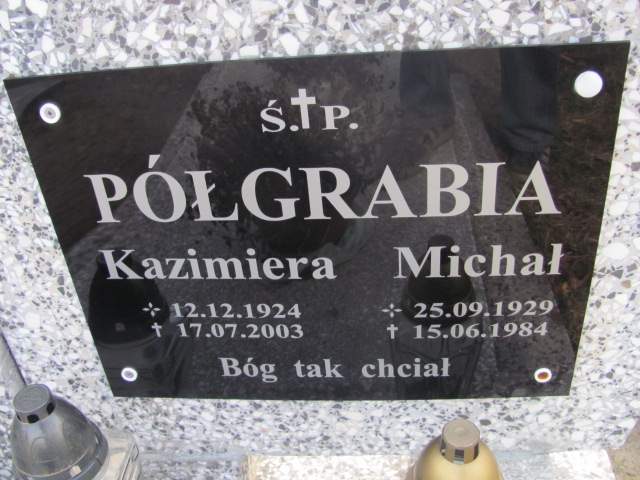 Ś.✝P.
PÓŁGRABIA
Kazimiera Michał
✢ 12.12.1924 ✢ 25.09.1929
✝ 17.07.2003 ✝ 15.06.1984
Bóg tak chciał